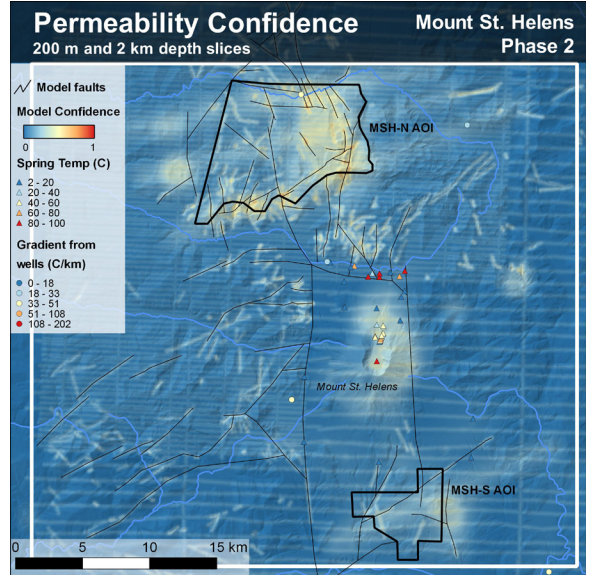 Permeability Confidence
200 m and 2 km depth slices
Mount St. Helens
Phase 2
Model faults
Model Confidence
0 1
Spring Temp (C)
2 - 20
20 - 40
40 - 60
60 - 80
80 - 100
Gradient from
wells (C/km)
0 - 18
18 - 33
33 - 51
51 - 108
108 - 202
MSH-N AOI
Mount St. Helens
MSH-S AOI
0 5 10 15 km